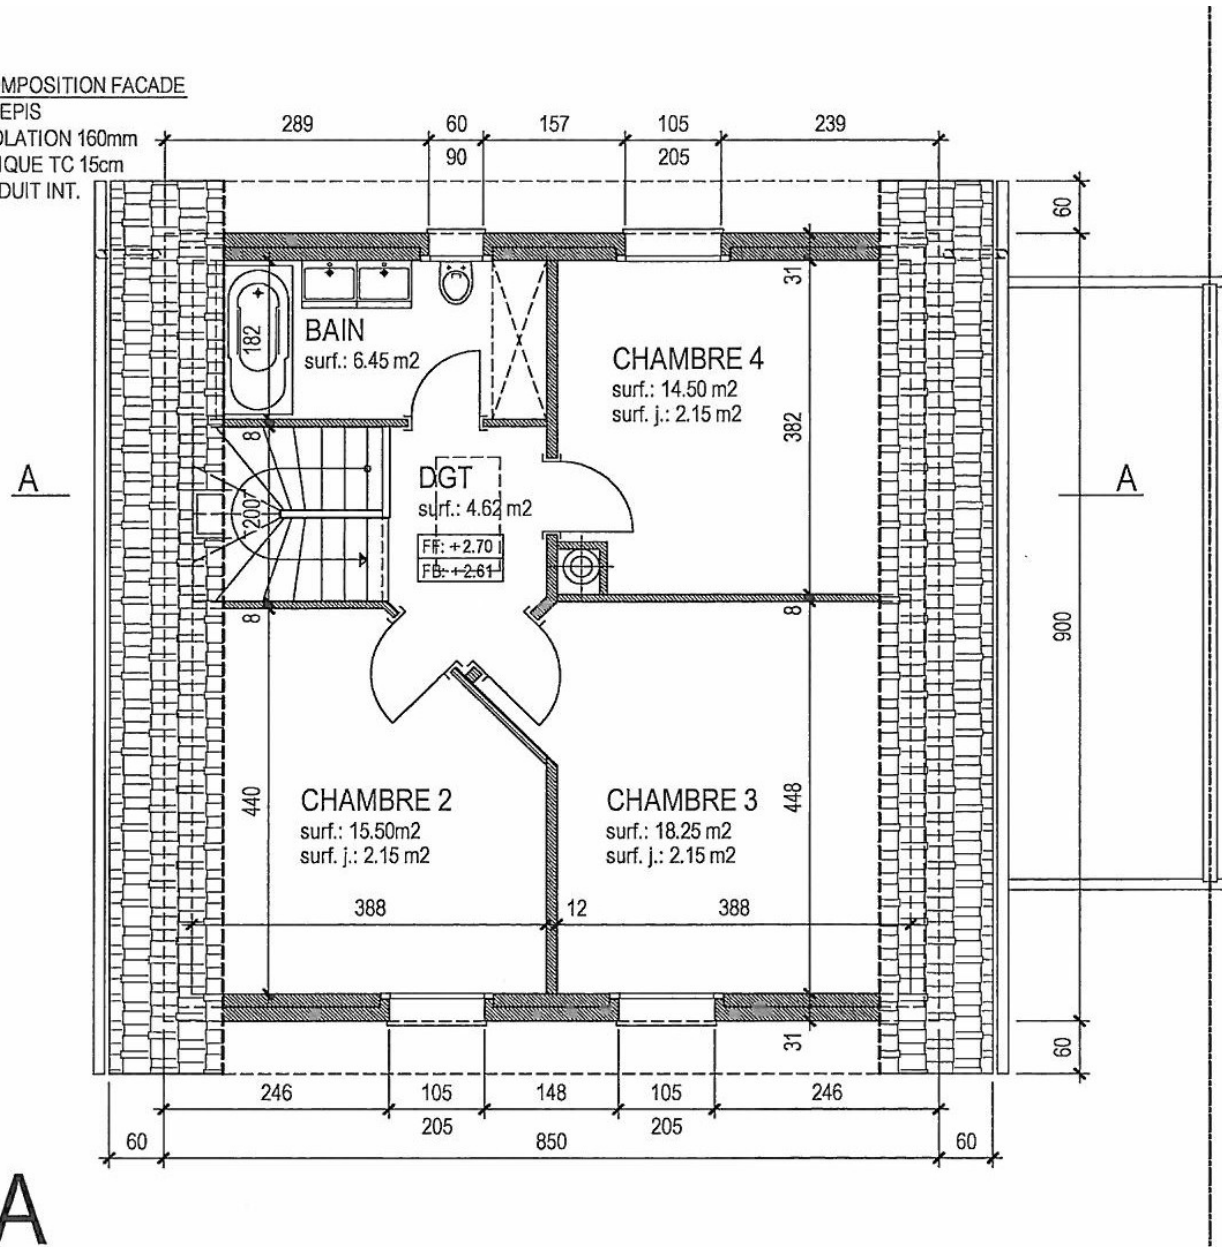 MPOSITION FACADE
EPIS
OLATION 160mm
IQUE TC 15cm
DUIT INT.
289 60 157 105 239
90 205
60
31
BAIN
surf.: 6.45 m2
182
CHAMBRE 4
surf.: 14.50 m2
surf. j.: 2.15 m2
382
8
A
DGT
surf.: 4.62 m2
A
200
FF: +2.70
FB: +2.61
8
8
900
440
CHAMBRE 2
surf.: 15.50m2
surf. j.: 2.15 m2
CHAMBRE 3
surf.: 18.25 m2
surf. j.: 2.15 m2
448
388 12 388
31
60
246 105 148 105 246
205 205
60 850 60
A